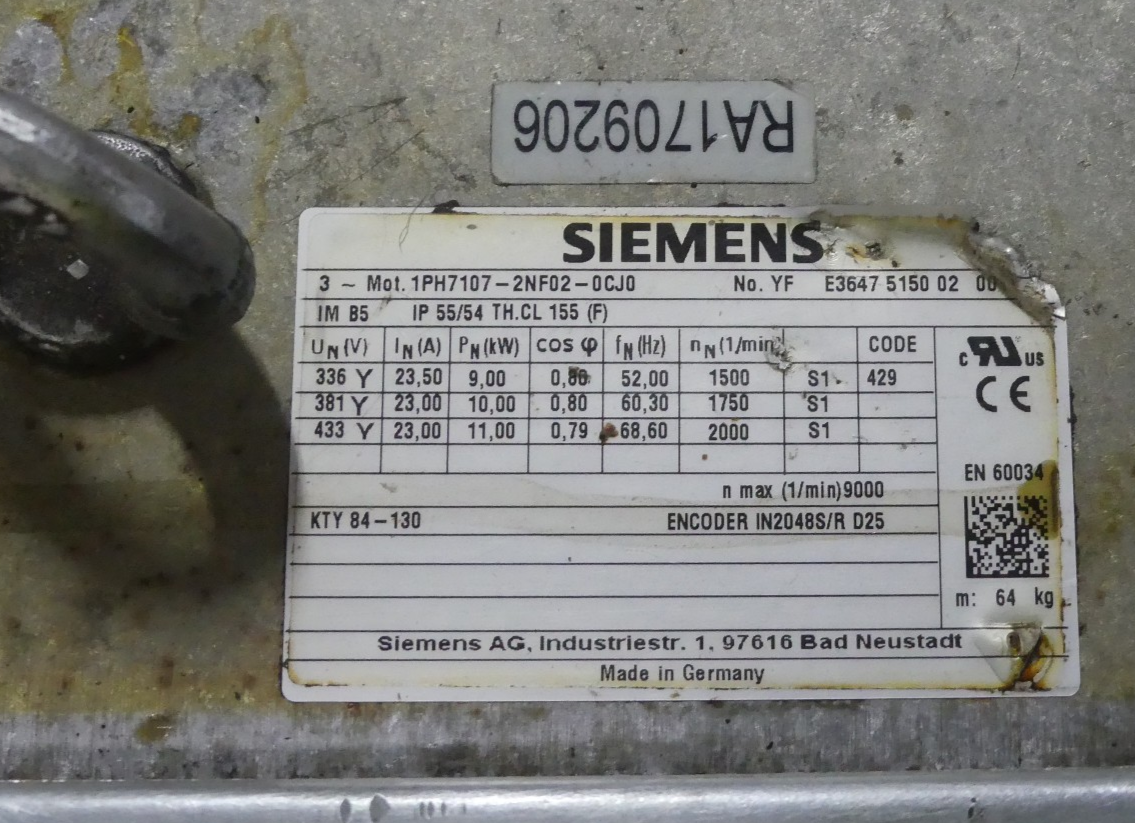 RA1709206
SIEMENS
3 ~ Mot. 1PH7107-2NF02-0CJ0 No. YF E3647 5150 02
IM B5 IP 55/54 TH.CL 155 (F)
UN (V) IN (A) PN (kW) COS φ fN (Hz) nN (1/min) CODE
336 Y 23,50 9,00 0,80 52,00 1500 S1 429
381 Y 23,00 10,00 0,80 60,30 1750 S1
433 Y 23,00 11,00 0,79 68,60 2000 S1
c RU us
CE
n max (1/min)9000
EN 60034
KTY 84-130 ENCODER IN2048S/R D25
m: 64 kg
Siemens AG, Industriestr. 1, 97616 Bad Neustadt
Made in Germany